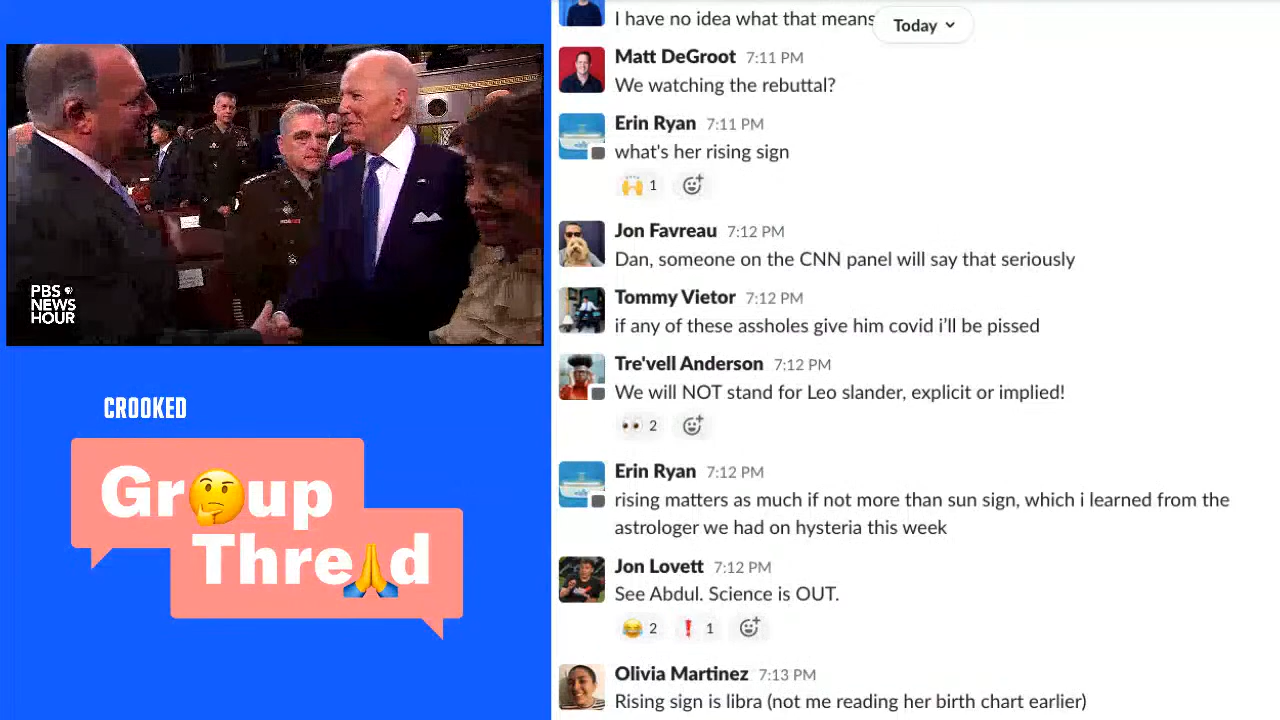 PBS
NEWS
HOUR
CROOKED
Gr🤔up
Thre🙏d
I have no idea what that means
Today
Matt DeGroot 7:11 PM
We watching the rebuttal?
Erin Ryan 7:11 PM
what's her rising sign
1
Jon Favreau 7:12 PM
Dan, someone on the CNN panel will say that seriously
Tommy Vietor 7:12 PM
if any of these assholes give him covid i'll be pissed
Tre'vell Anderson 7:12 PM
We will NOT stand for Leo slander, explicit or implied!
2
Erin Ryan 7:12 PM
rising matters as much if not more than sun sign, which i learned from the
astrologer we had on hysteria this week
Jon Lovett 7:12 PM
See Abdul. Science is OUT.
2 1
Olivia Martinez 7:13 PM
Rising sign is libra (not me reading her birth chart earlier)